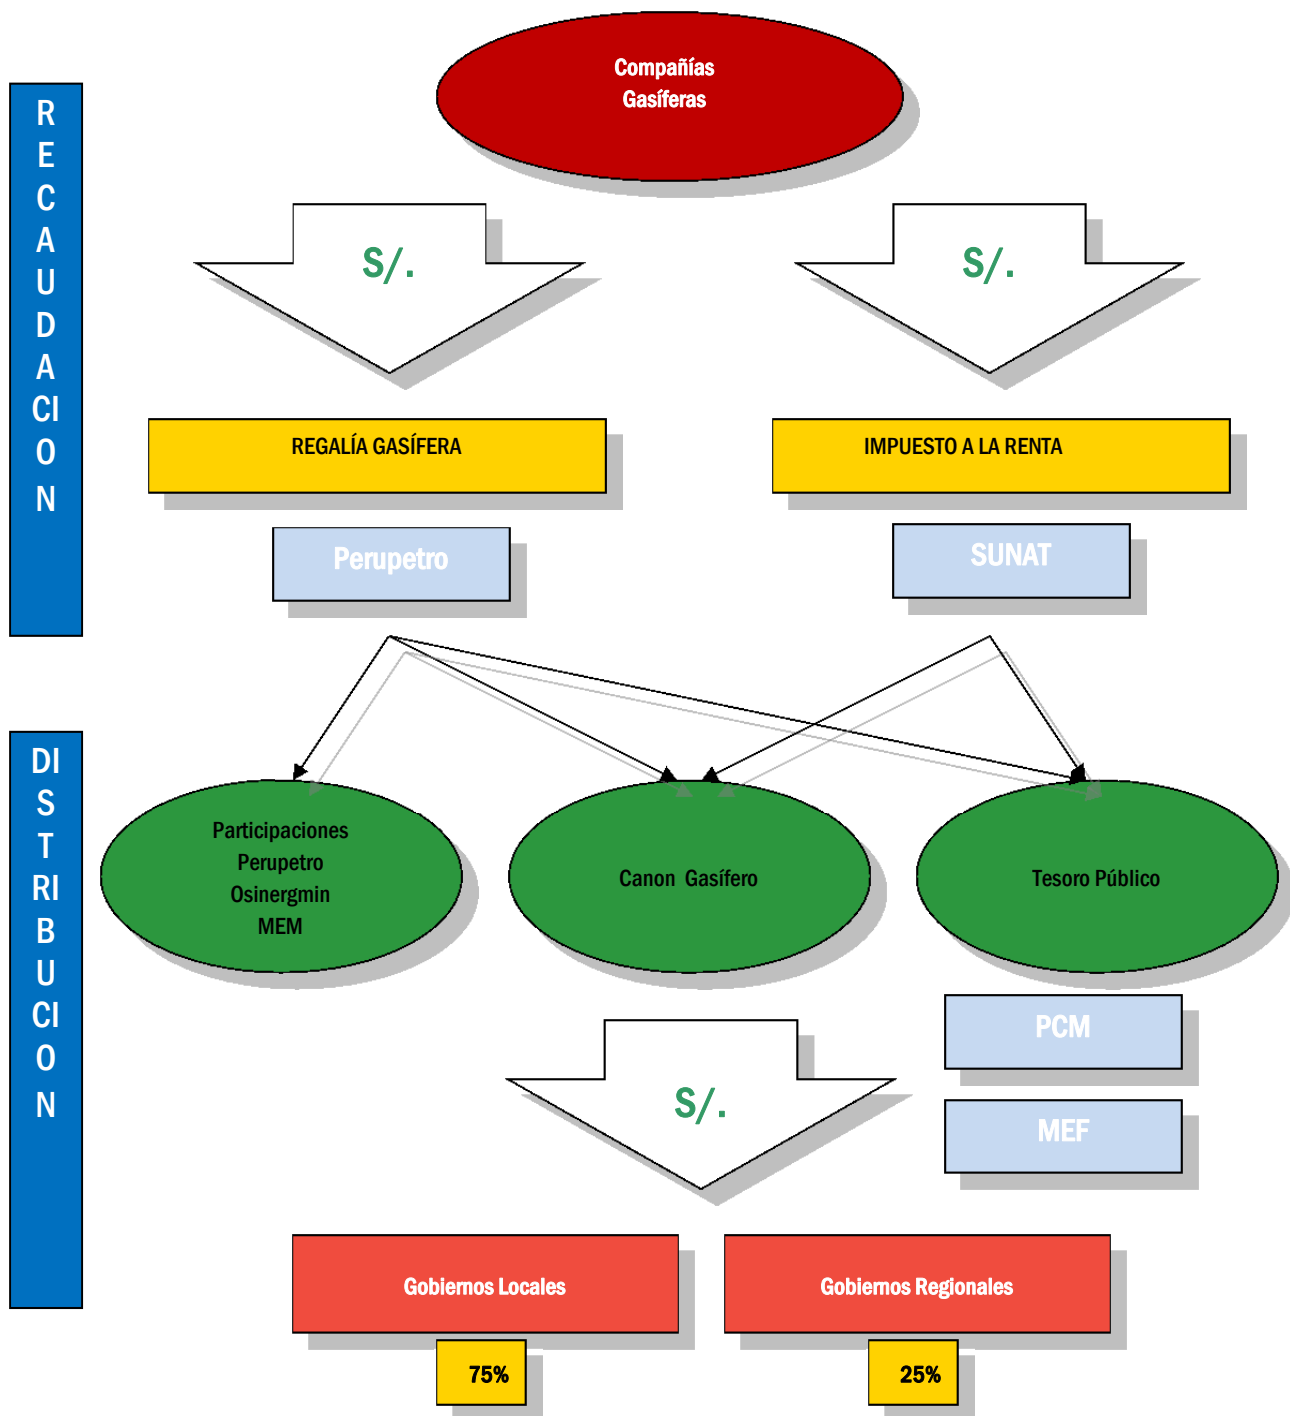 Compañías
Gasíferas
R
E
C
A
U
D
A
CI
O
N
S/.
S/.
REGALÍA GASÍFERA
IMPUESTO A LA RENTA
Perupetro
SUNAT
DI
S
T
RI
B
U
CI
O
N
Participaciones
Perupetro
Osinergmin
MEM
Canon Gasífero
Tesoro Público
PCM
MEF
S/.
Gobiernos Locales
Gobiernos Regionales
75%
25%